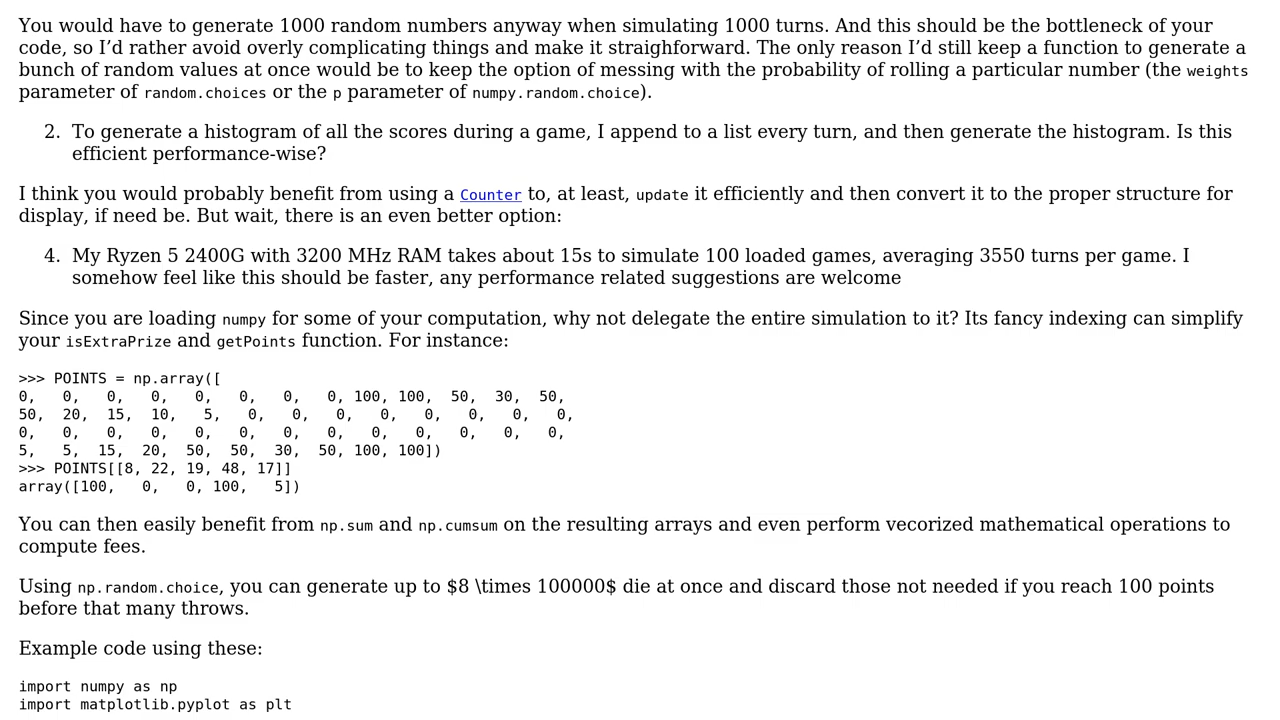 You would have to generate 1000 random numbers anyway when simulating 1000 turns. And this should be the bottleneck of your
code, so I’d rather avoid overly complicating things and make it straighforward. The only reason I’d still keep a function to generate a
bunch of random values at once would be to keep the option of messing with the probability of rolling a particular number (the weights
parameter of random.choices or the p parameter of numpy.random.choice).
2. To generate a histogram of all the scores during a game, I append to a list every turn, and then generate the histogram. Is this
efficient performance-wise?
I think you would probably benefit from using a Counter to, at least, update it efficiently and then convert it to the proper structure for
display, if need be. But wait, there is an even better option:
4. My Ryzen 5 2400G with 3200 MHz RAM takes about 15s to simulate 100 loaded games, averaging 3550 turns per game. I
somehow feel like this should be faster, any performance related suggestions are welcome
Since you are loading numpy for some of your computation, why not delegate the entire simulation to it? Its fancy indexing can simplify
your isExtraPrize and getPoints function. For instance:
>>> POINTS = np.array([
0,   0,   0,   0,   0,   0,   0,   0, 100, 100,  50,  30,  50,
50,  20,  15,  10,   5,   0,   0,   0,   0,   0,   0,   0,   0,
0,   0,   0,   0,   0,   0,   0,   0,   0,   0,   0,   0,   0,
5,   5,  15,  20,  50,  50,  30,  50, 100, 100])
>>> POINTS[[8, 22, 19, 48, 17]]
array([100,   0,   0, 100,   5])
You can then easily benefit from np.sum and np.cumsum on the resulting arrays and even perform vecorized mathematical operations to
compute fees.
Using np.random.choice, you can generate up to $8 \times 100000$ die at once and discard those not needed if you reach 100 points
before that many throws.
Example code using these:
import numpy as np
import matplotlib.pyplot as plt